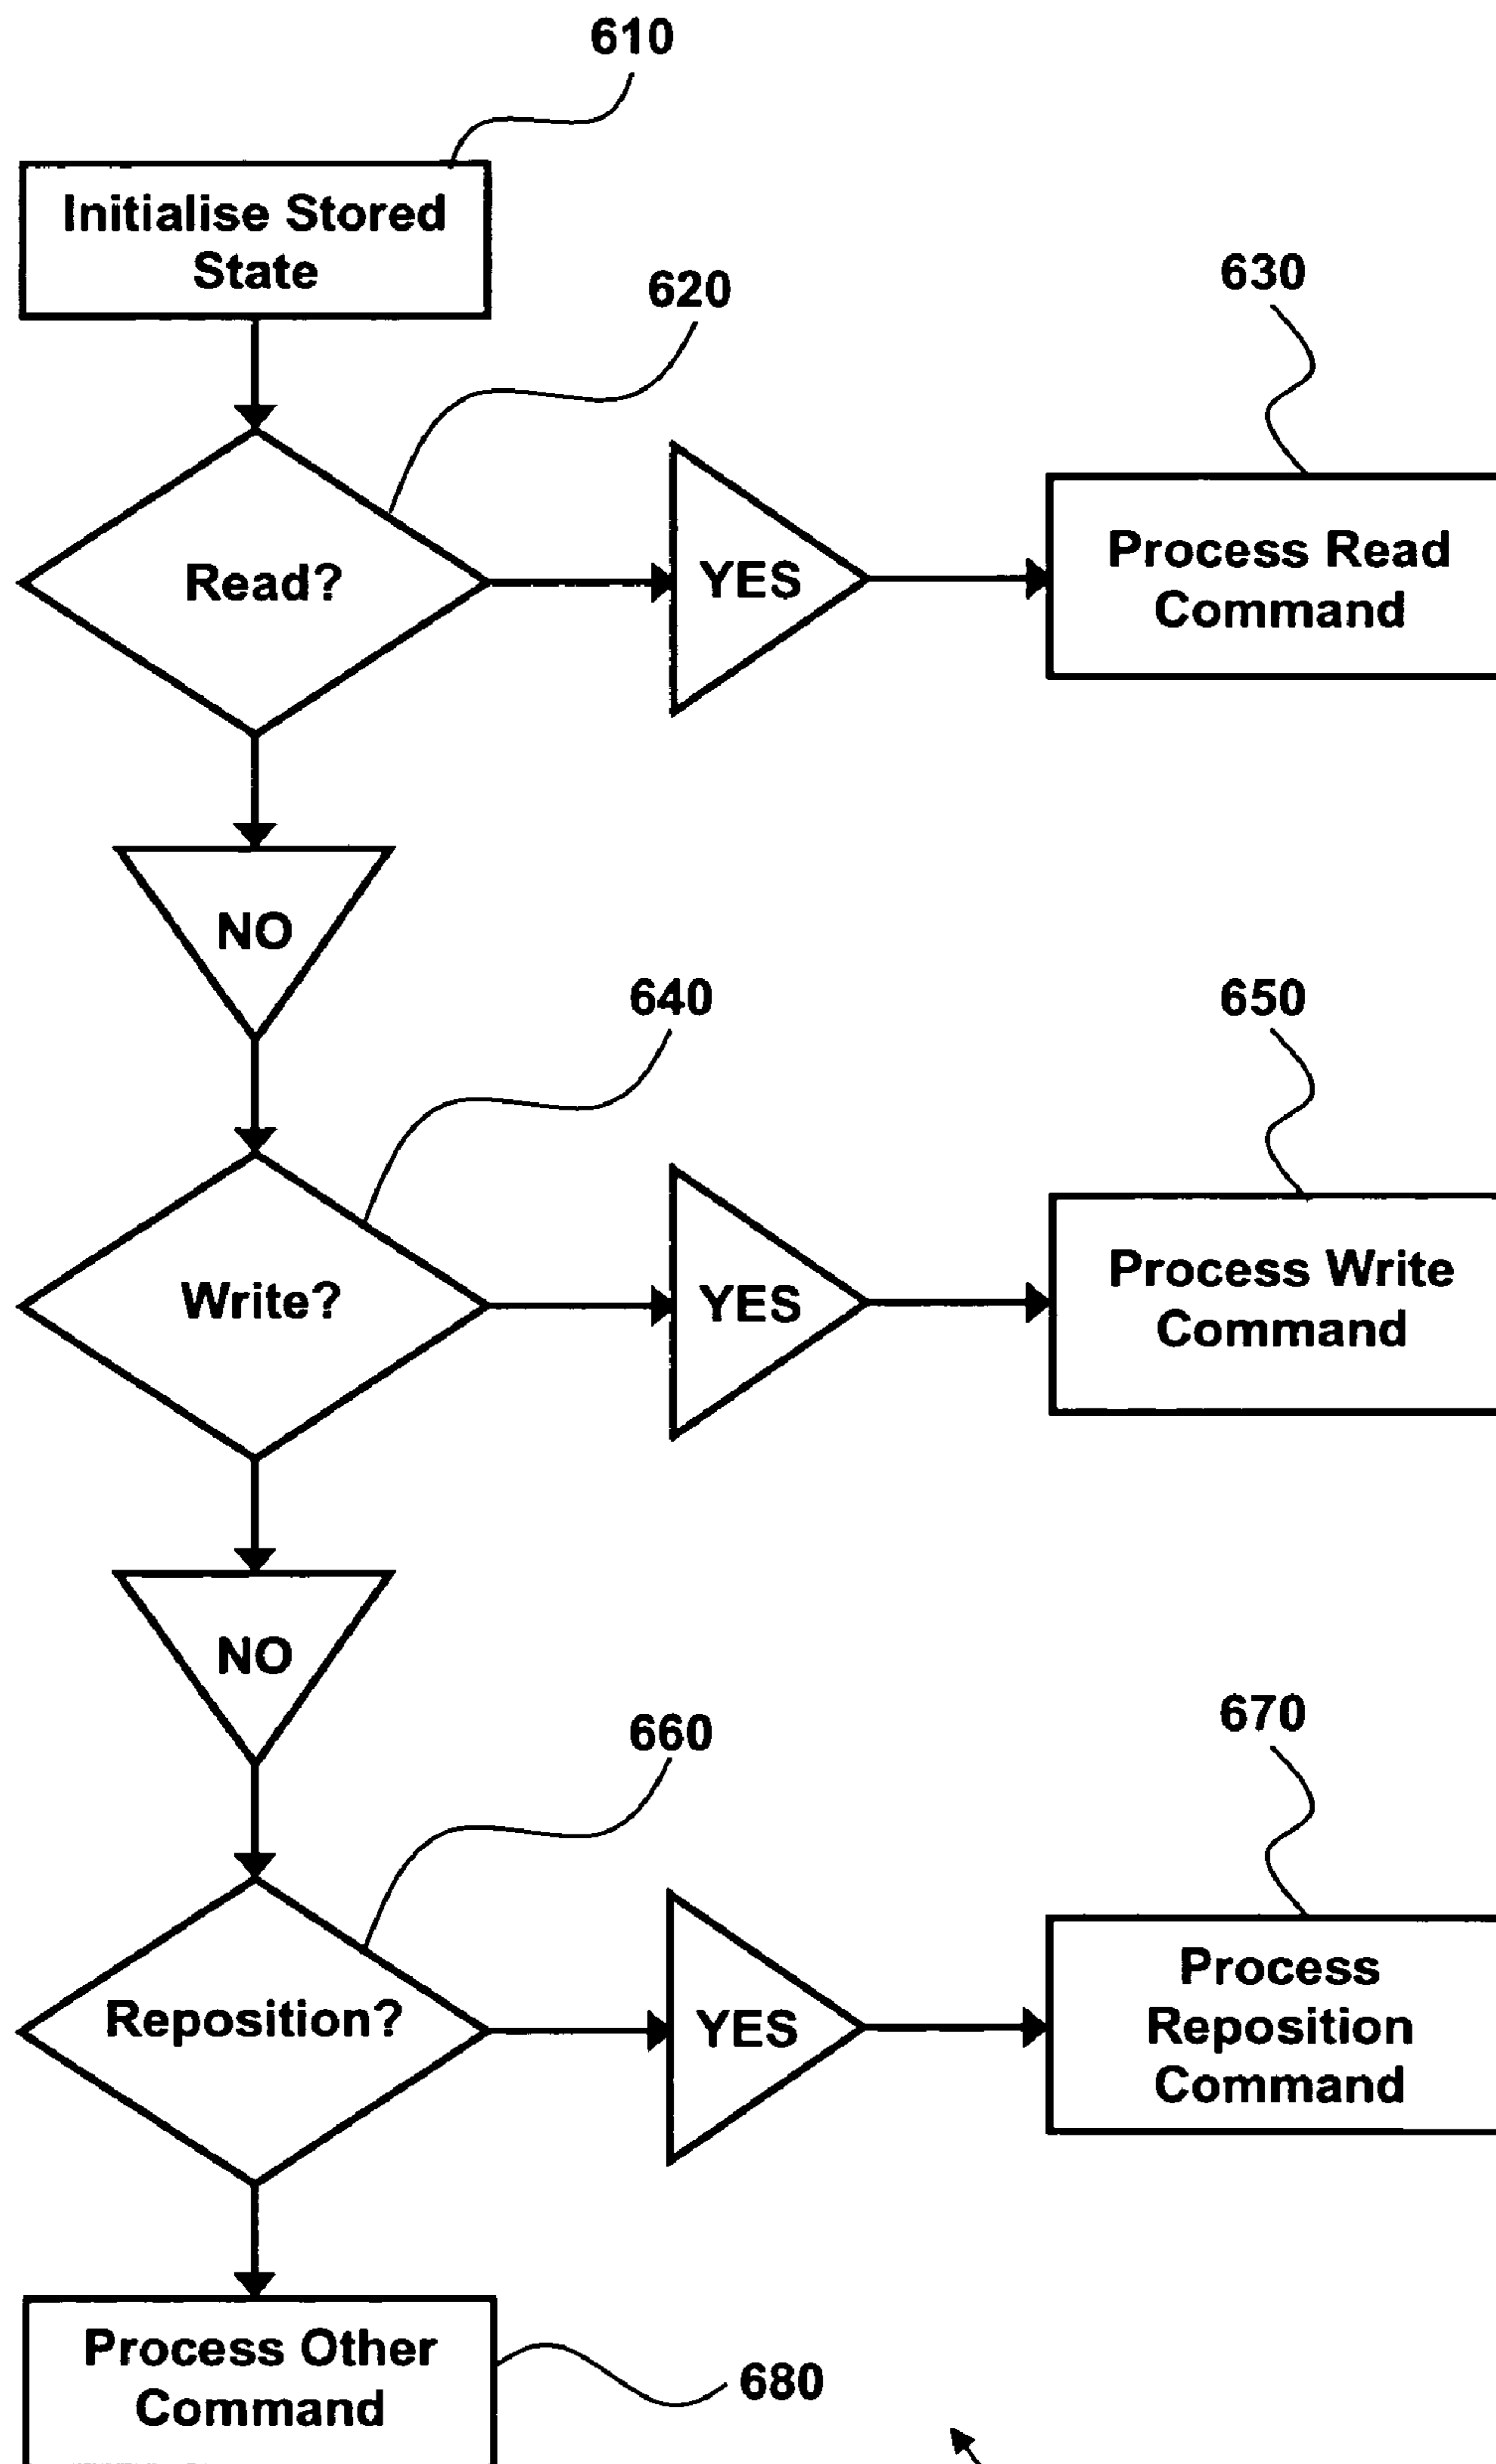 610
Initialise Stored
State
620
630
Read?
YES
Process Read
Command
NO
640
650
Write?
YES
Process Write
Command
NO
660
670
Reposition?
YES
Process
Reposition
Command
Process Other
Command
680